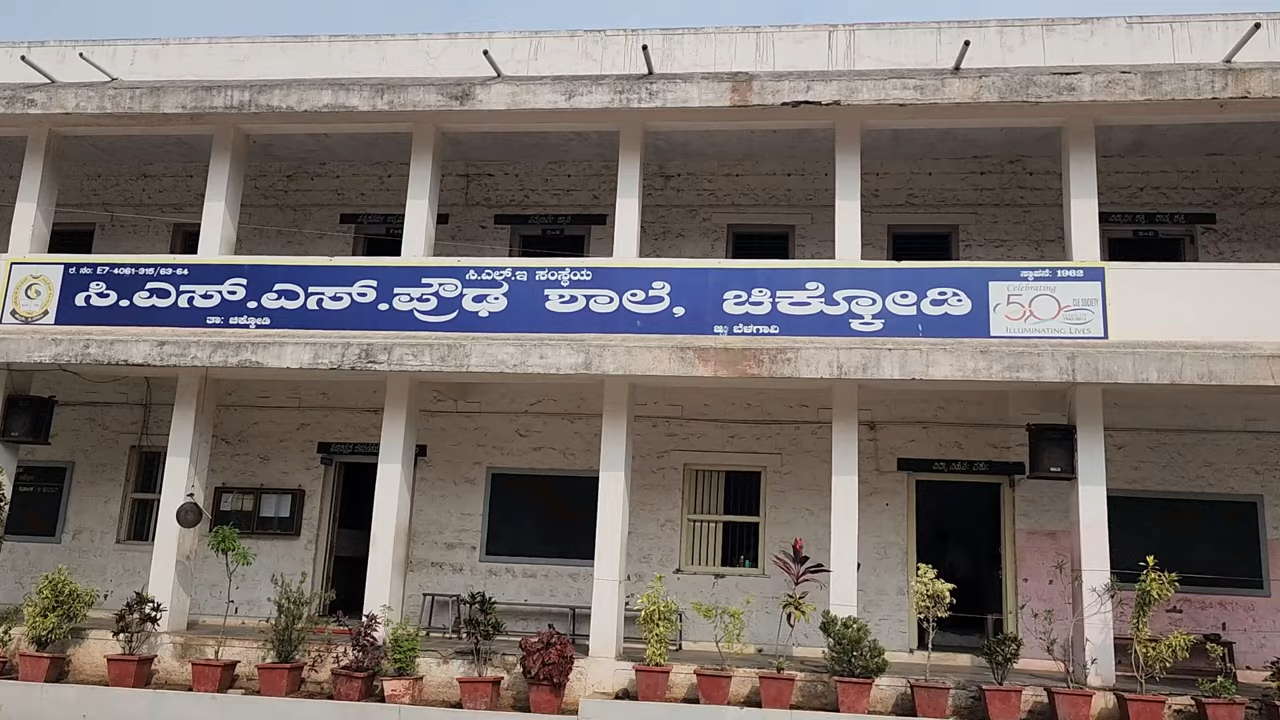 ರ. ನಂ: E7-4061-315/63-64
ಸಿ.ಎಲ್.ಇ ಸಂಸ್ಥೆಯ
ಸ್ಥಾಪನೆ: 1962
ಸಿ.ಎಸ್.ಎಸ್.ಪ್ರೌಢ ಶಾಲೆ, ಚಿಕ್ಕೋಡಿ
ತಾ: ಚಿಕ್ಕೋಡಿ
ಜಿ: ಬೆಳಗಾವಿ
Celebrating
50
CLE SOCIETY
ILLUMINATING LIVES